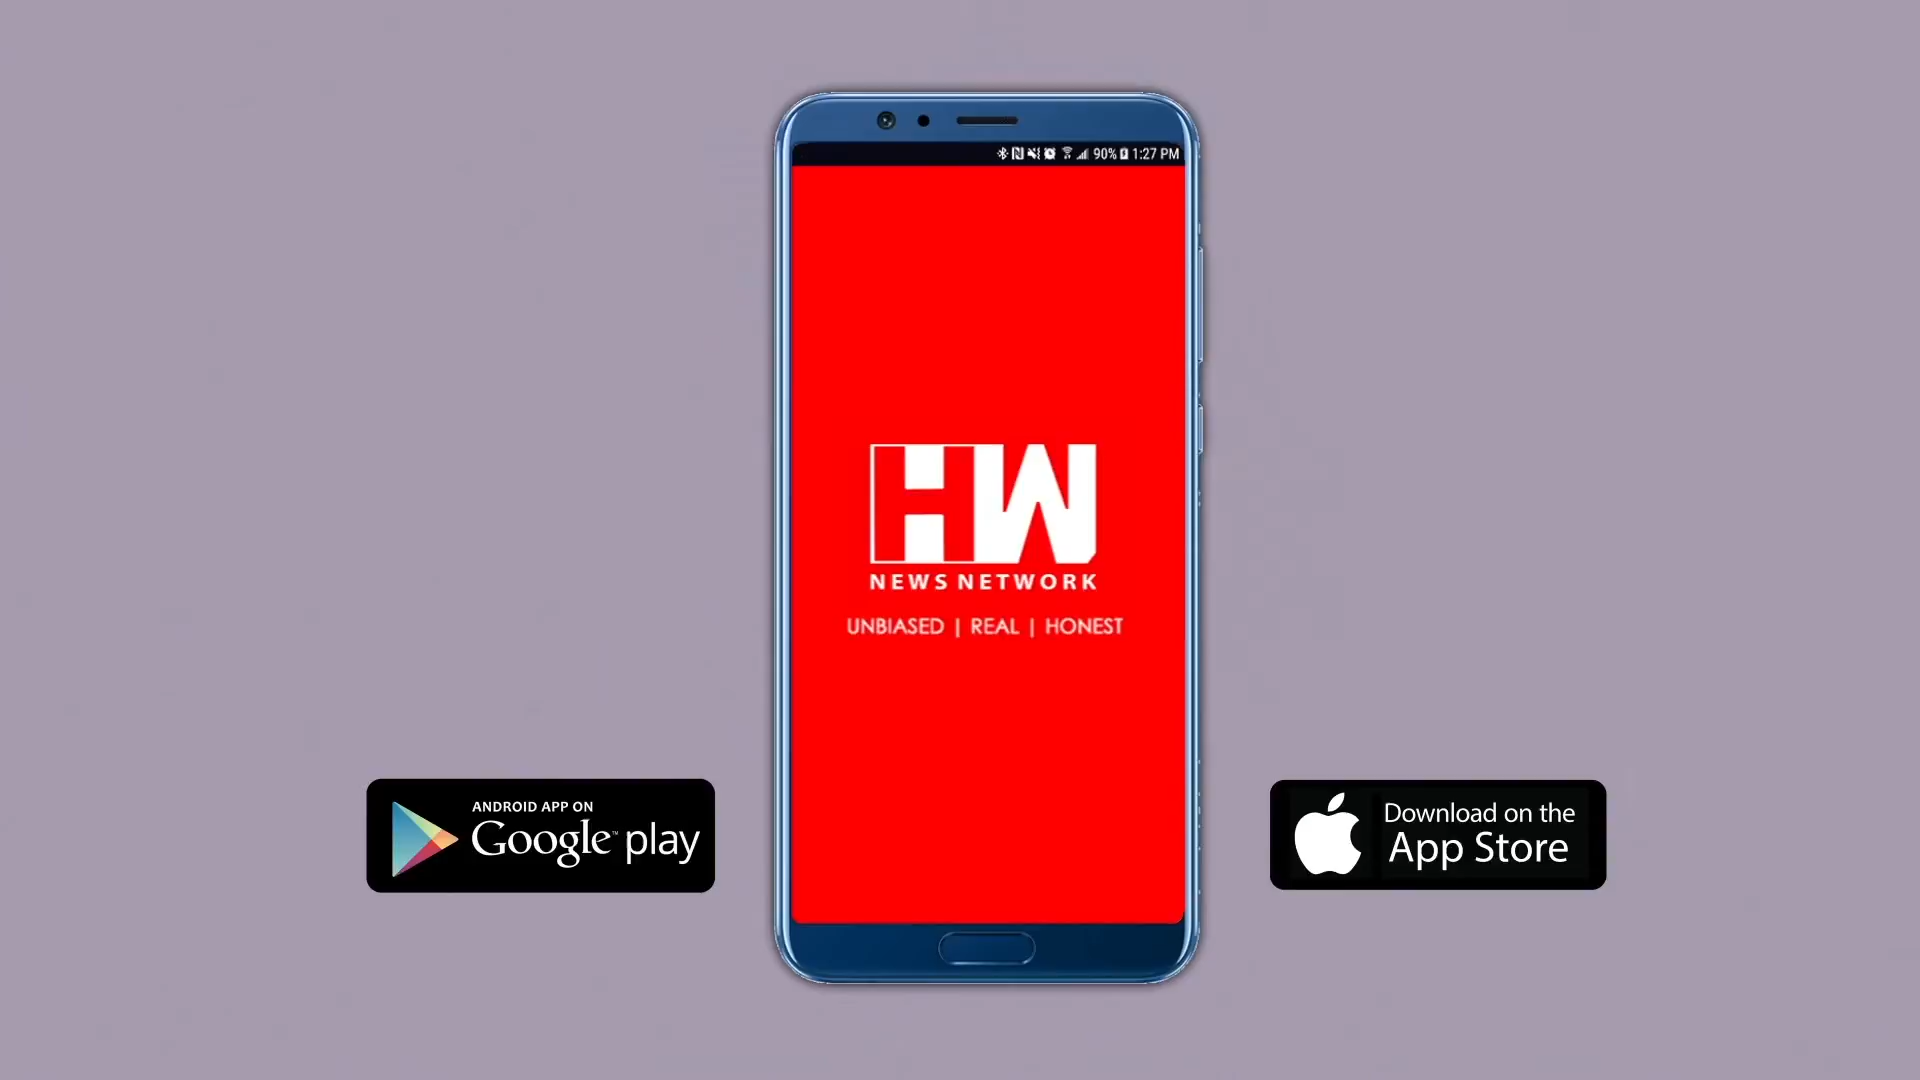 90% 1:27 PM
HW
NEWS NETWORK
UNBIASED | REAL | HONEST
ANDROID APP ON
Google™ play
Download on the
App Store